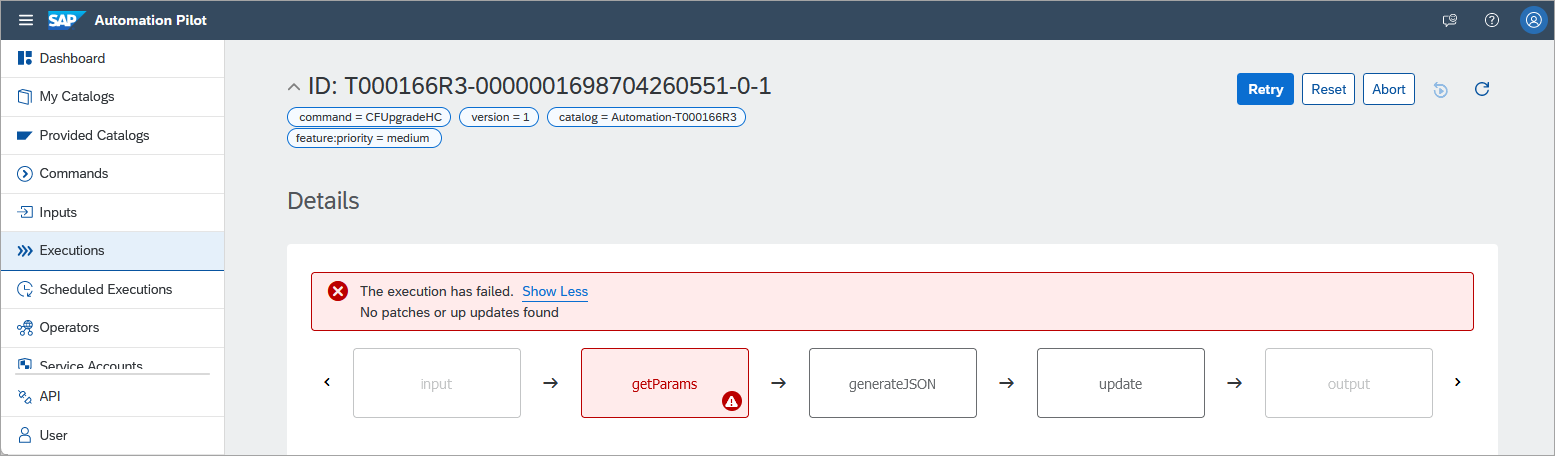 SAP Automation Pilot
Dashboard
My Catalogs
Provided Catalogs
Commands
Inputs
Executions
Scheduled Executions
Operators
Service Accounts
API
User
ID: T000166R3-0000001698704260551-0-1
Retry
Reset
Abort
command = CFUpgradeHC
version = 1
catalog = Automation-T000166R3
feature:priority = medium
Details
The execution has failed. Show Less
No patches or up updates found
input
getParams
generateJSON
update
output